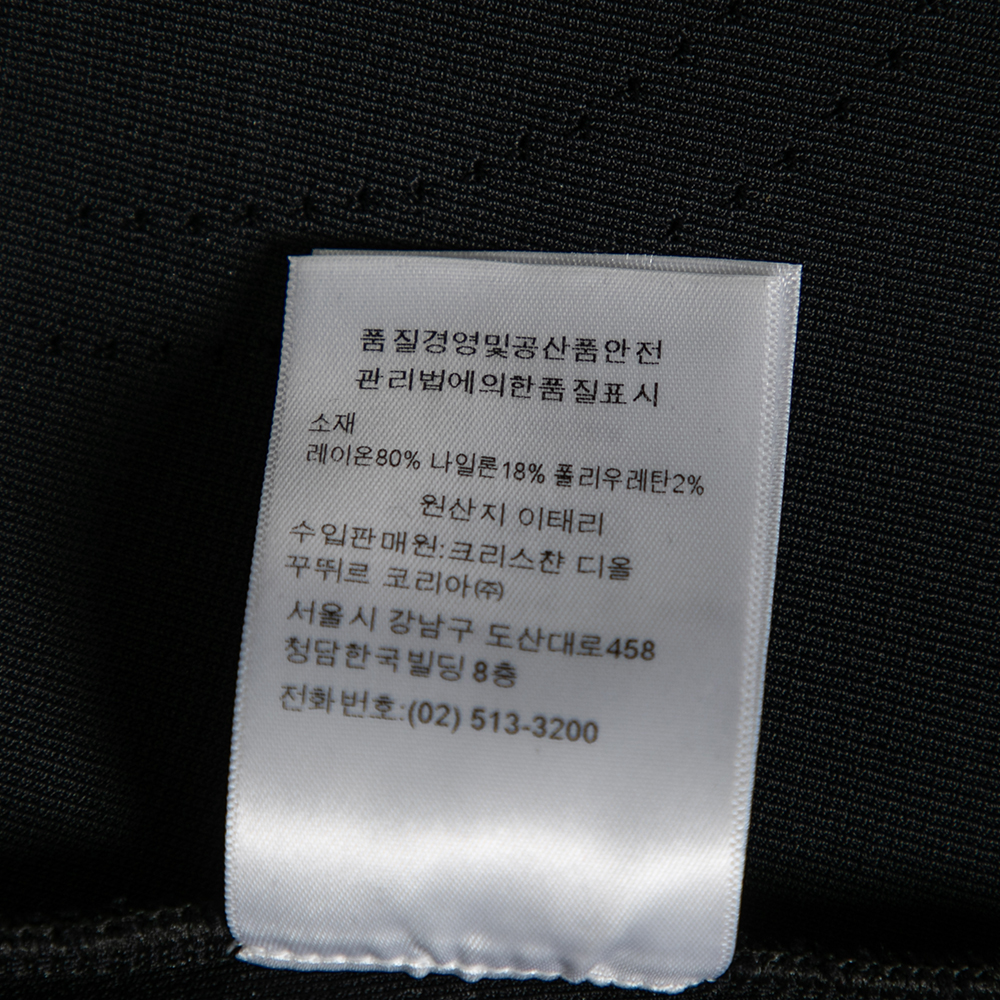 품질경영및공산품안전
관리법에의한품질표시
소재
레이온80% 나일론18% 폴리우레탄2%
원산지 이태리
수입판매원:크리스챤 디올
꾸뛰르 코리아㈜
서울시 강남구 도산대로458
청담한국빌딩 8층
전화번호:(02) 513-3200